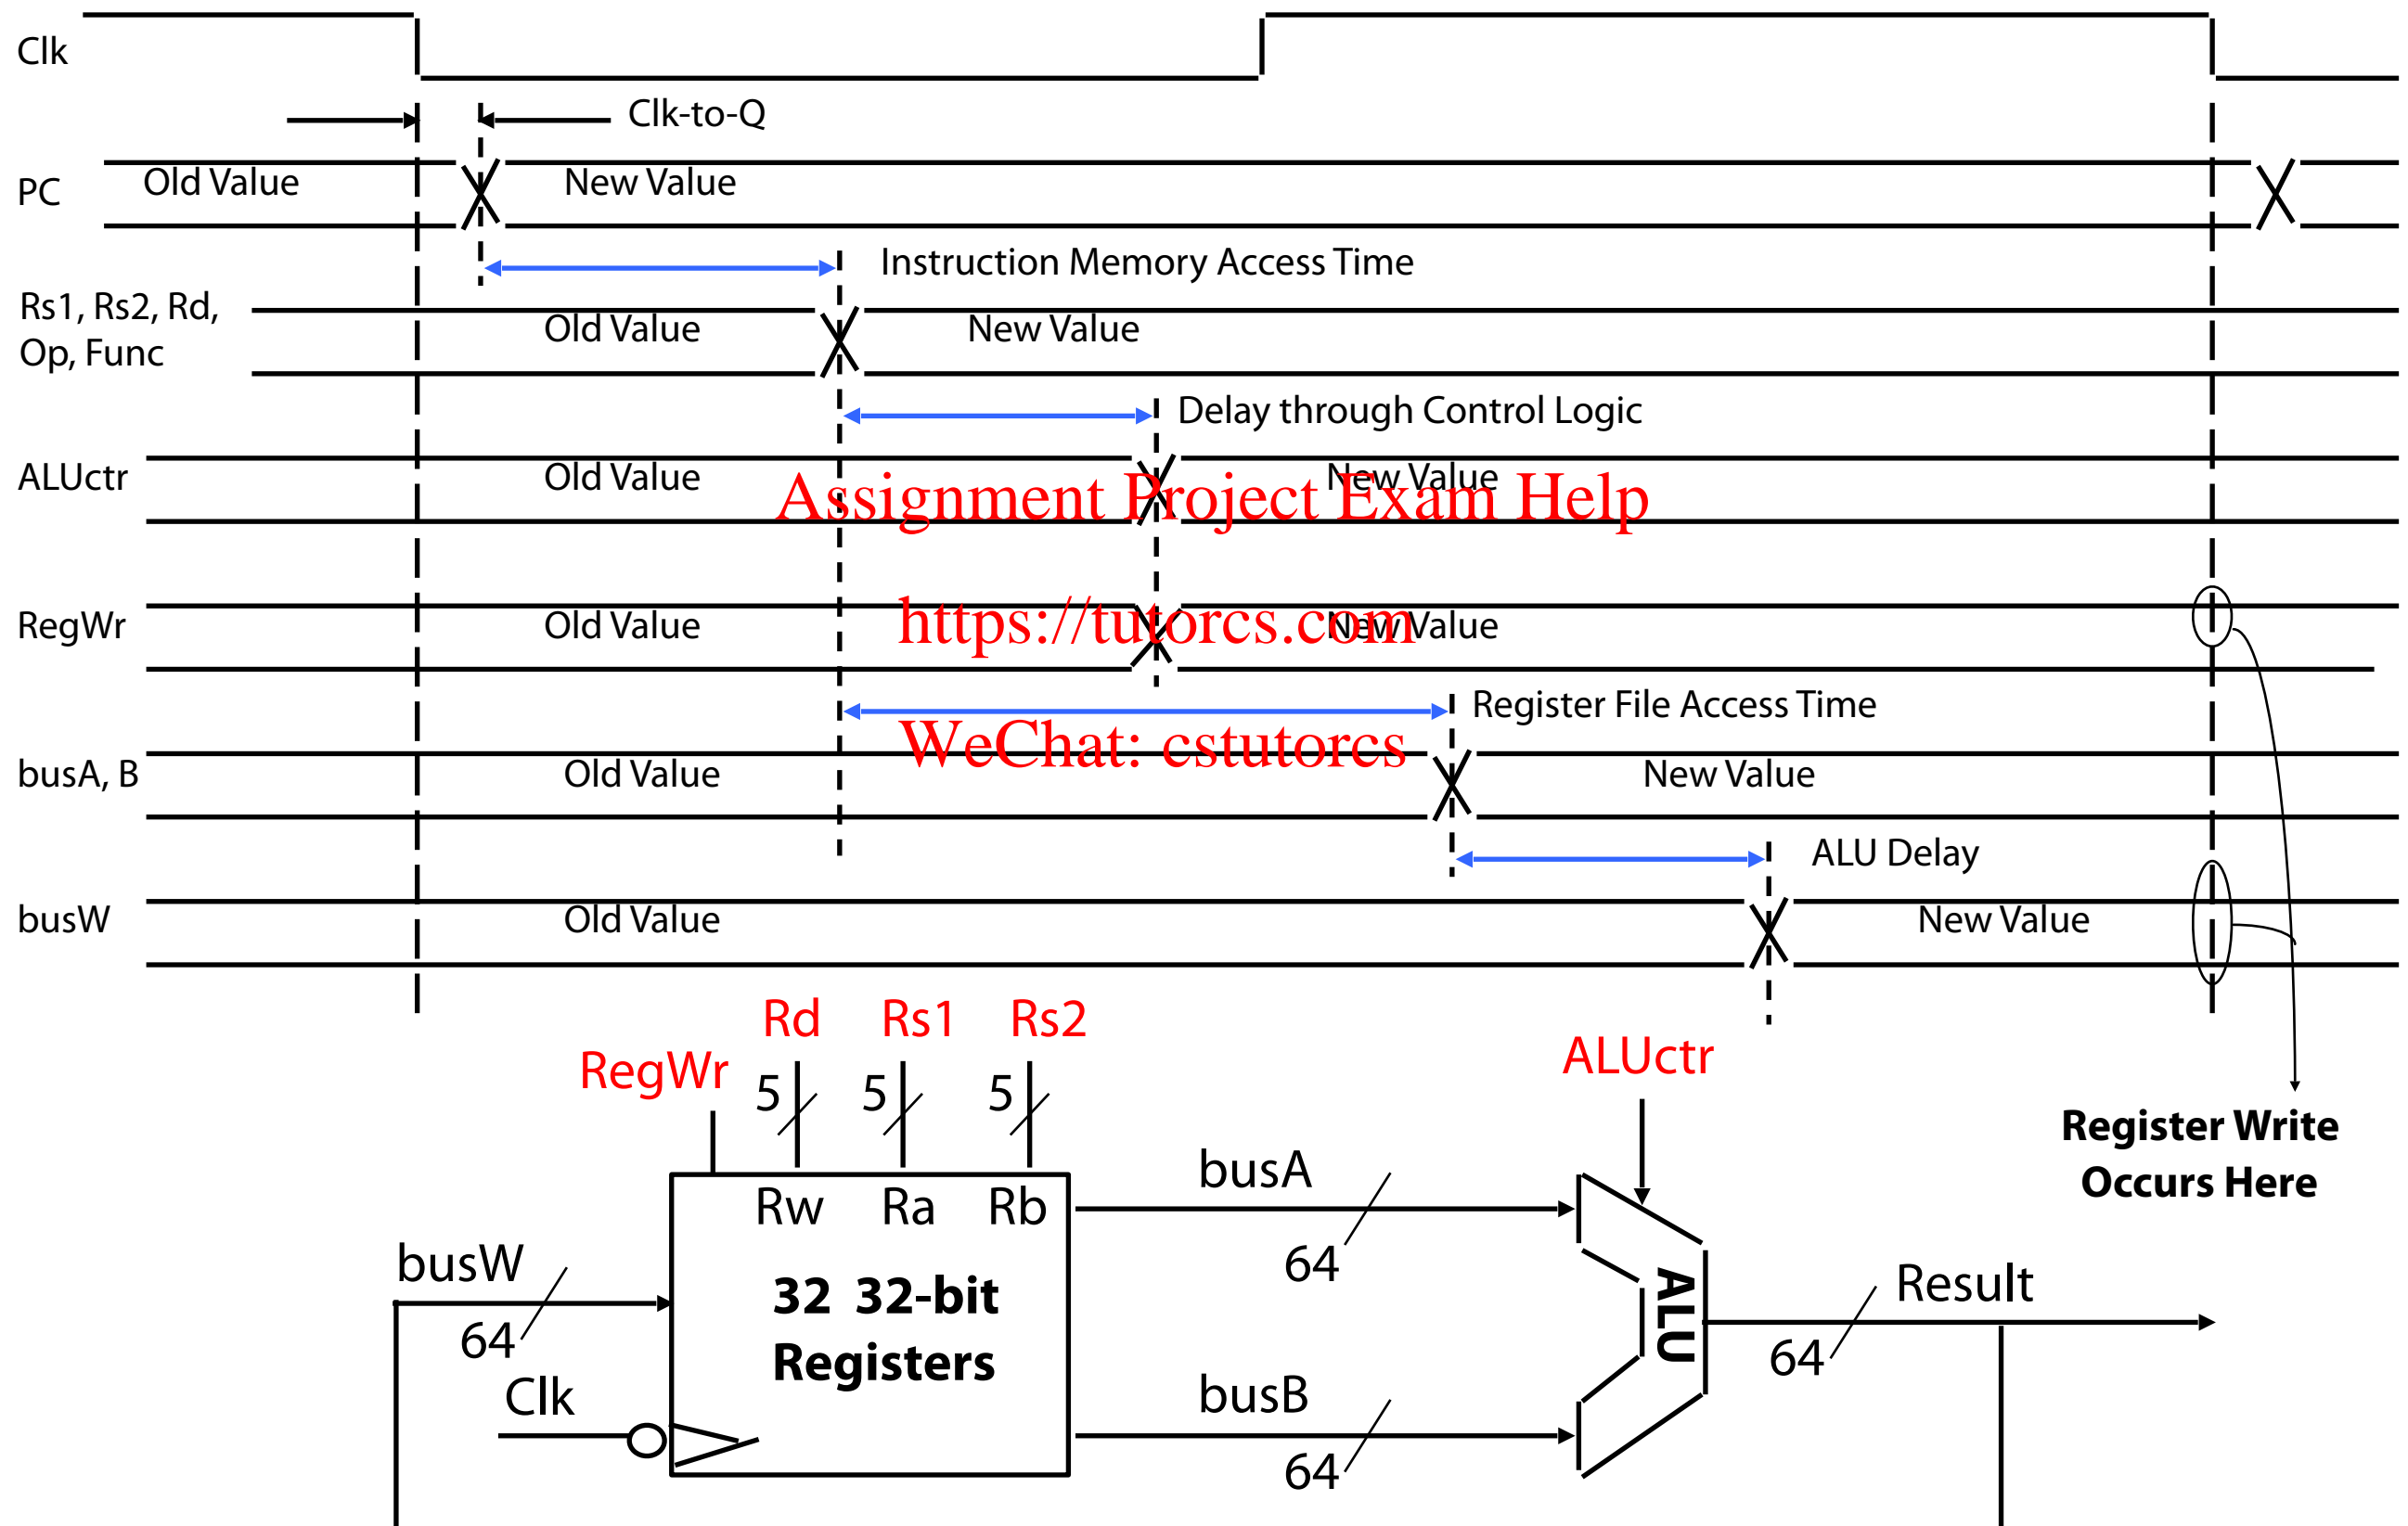 Clk
Clk-to-Q
PC
Old Value
New Value
Instruction Memory Access Time
Rs1, Rs2, Rd,
Op, Func
Old Value
New Value
Delay through Control Logic
ALUctr
Old Value
New Value
Assignment Project Exam Help
RegWr
Old Value
New Value
https://tutorcs.com
Register File Access Time
WeChat: cstutorcs
busA, B
Old Value
New Value
ALU Delay
busW
Old Value
New Value
Rd
Rs1
Rs2
RegWr
ALUctr
5
5
5
Register Write
Occurs Here
busA
Rw
Ra
Rb
64
busW
32 32-bit
Registers
ALU
Result
64
64
Clk
busB
64